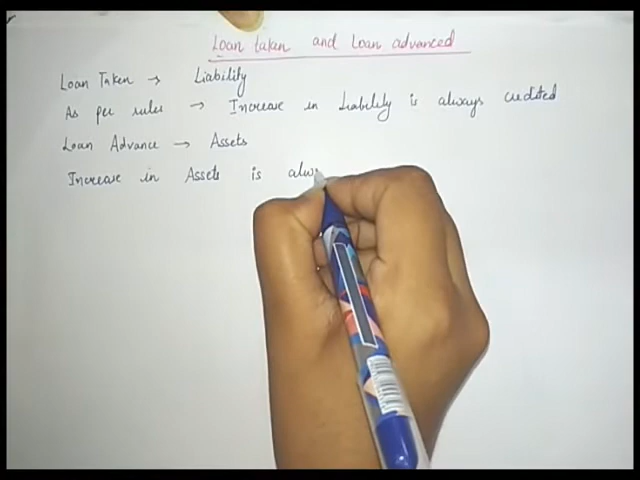 Loan taken and Loan advanced
Loan Taken → Liability
As per rules → Increase in Liability is always credited
Loan Advance → Assets
Increase in Assets is alw